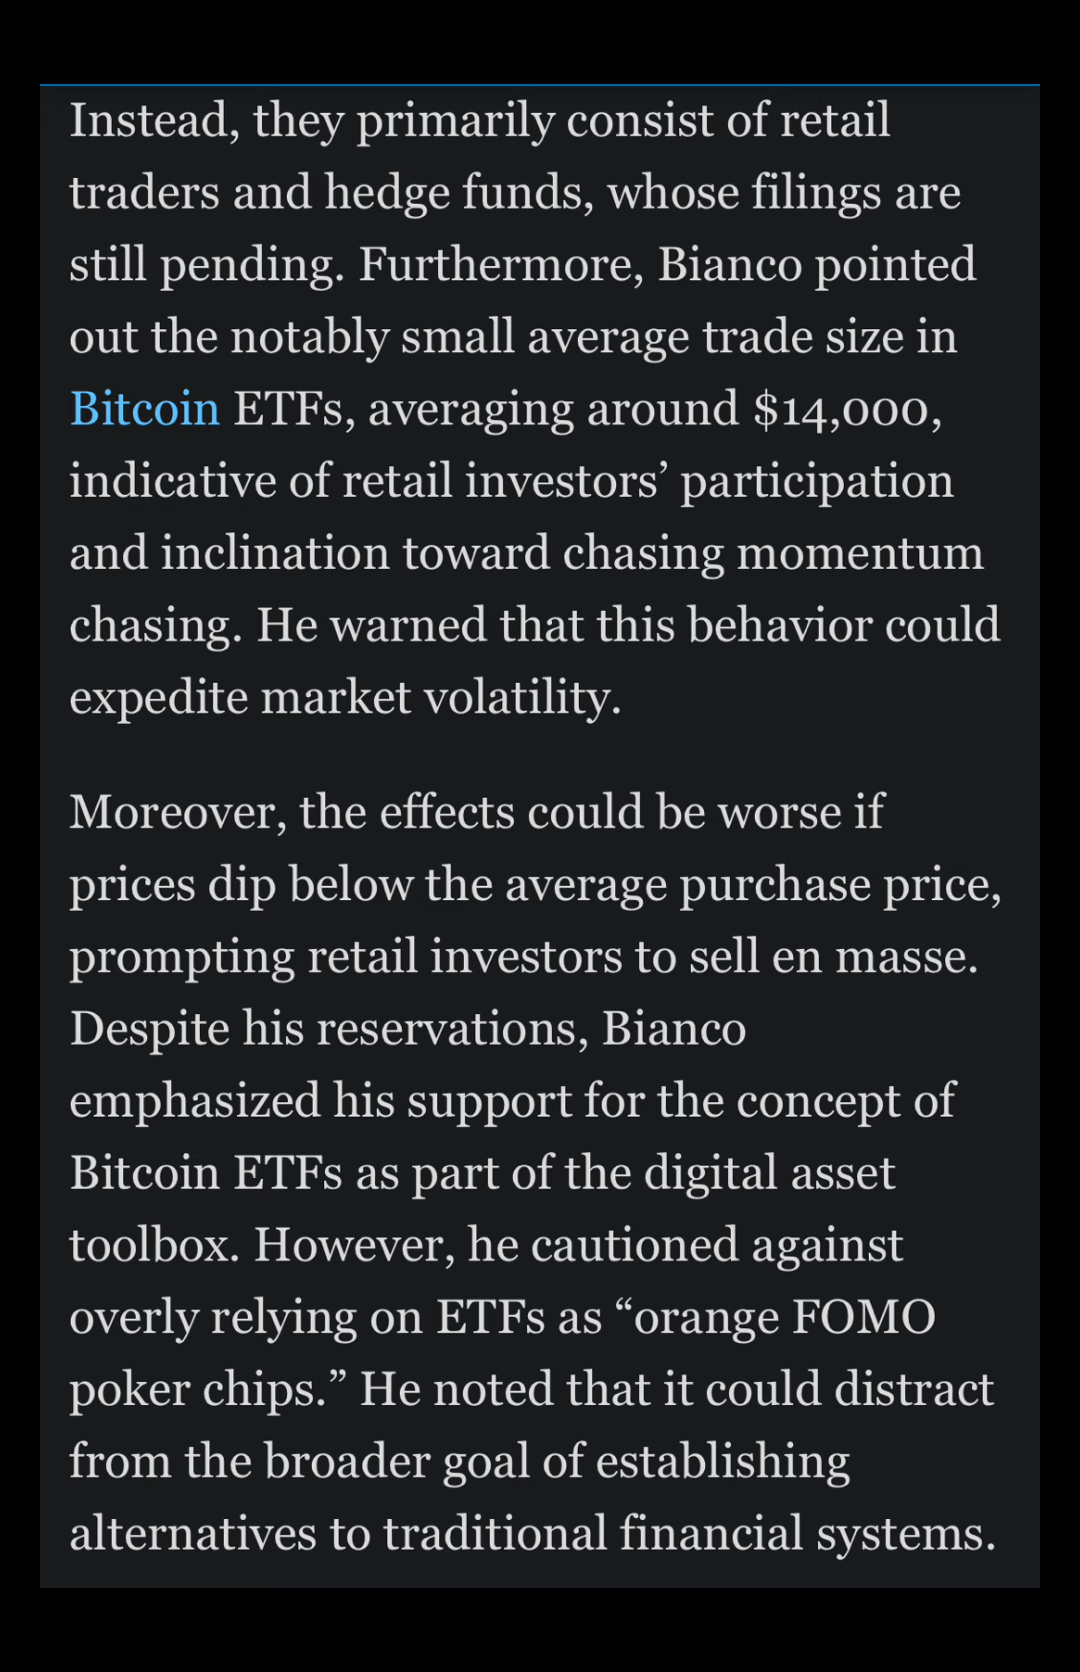 Instead, they primarily consist of retail
traders and hedge funds, whose filings are
still pending. Furthermore, Bianco pointed
out the notably small average trade size in
Bitcoin ETFs, averaging around $14,000,
indicative of retail investors’ participation
and inclination toward chasing momentum
chasing. He warned that this behavior could
expedite market volatility.
Moreover, the effects could be worse if
prices dip below the average purchase price,
prompting retail investors to sell en masse.
Despite his reservations, Bianco
emphasized his support for the concept of
Bitcoin ETFs as part of the digital asset
toolbox. However, he cautioned against
overly relying on ETFs as “orange FOMO
poker chips.” He noted that it could distract
from the broader goal of establishing
alternatives to traditional financial systems.